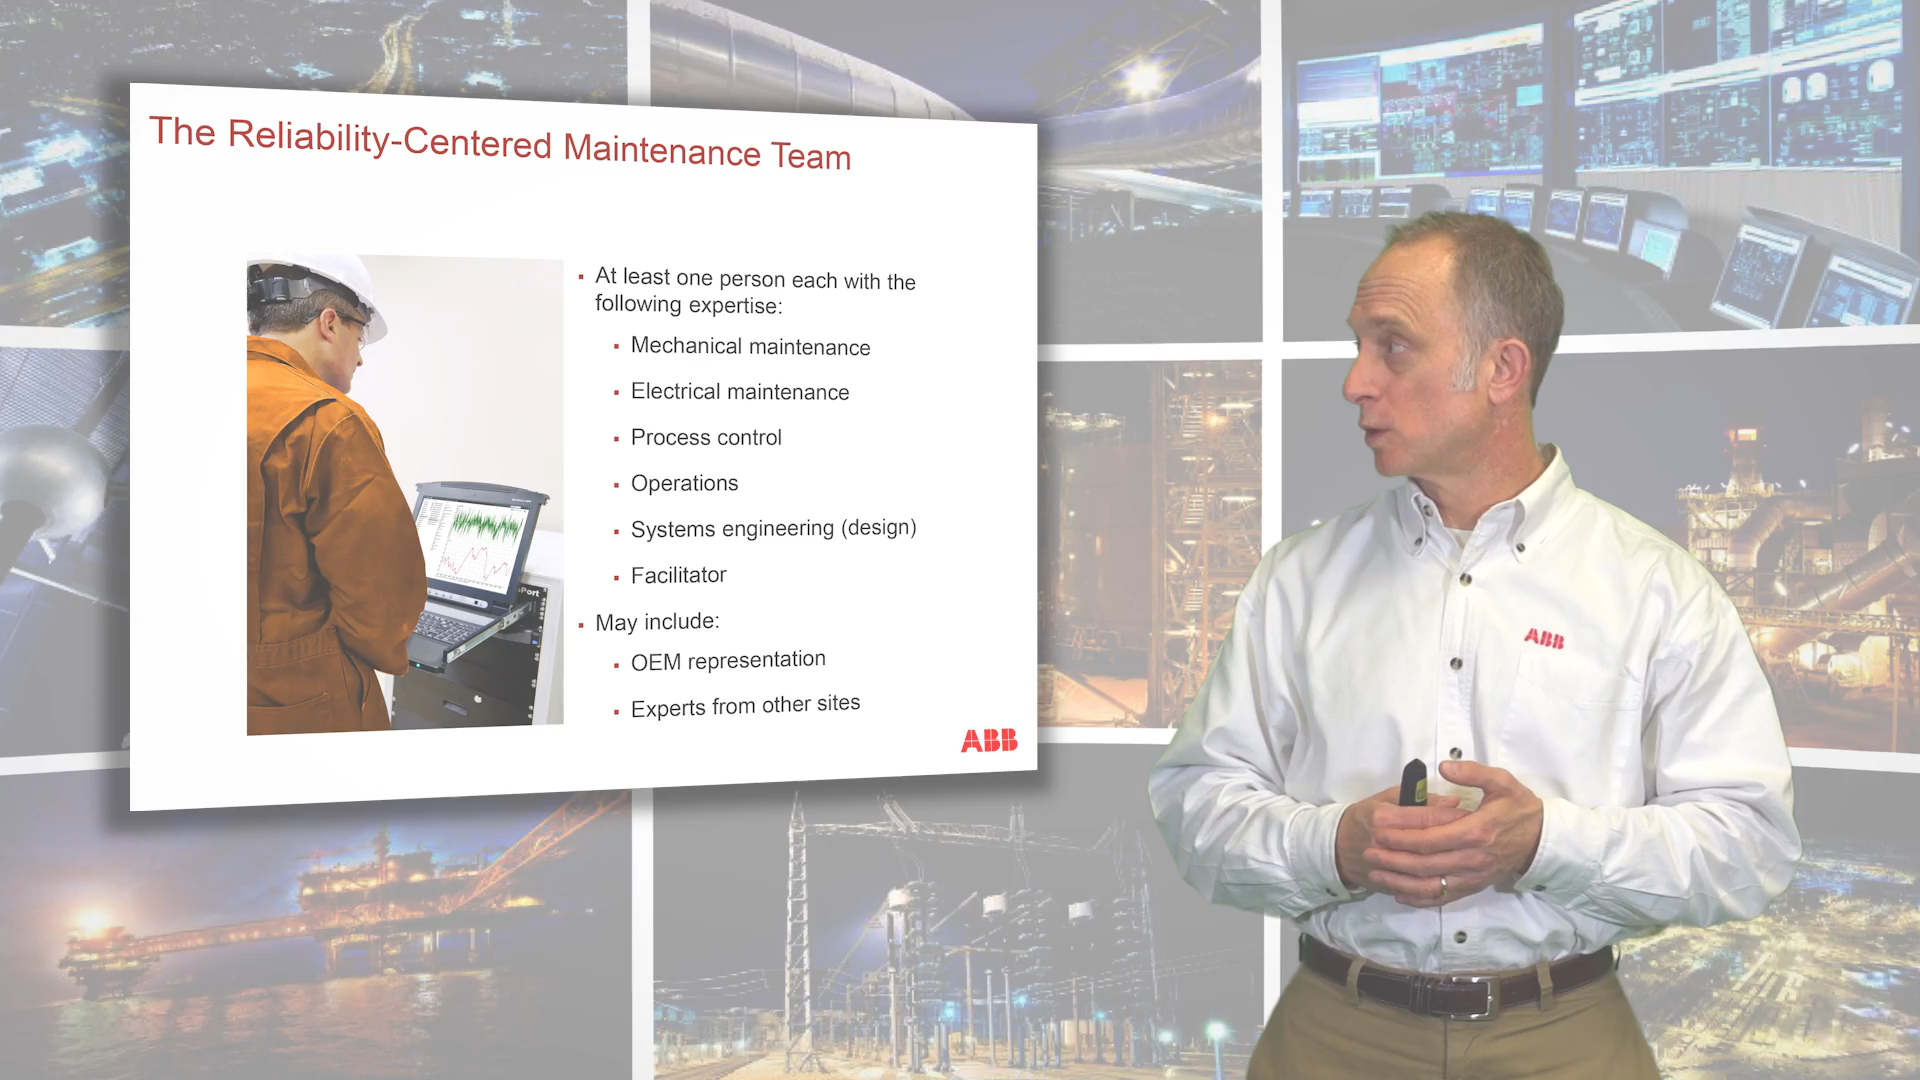 The Reliability-Centered Maintenance Team
At least one person each with the
following expertise:
Mechanical maintenance
Electrical maintenance
Process control
Operations
Systems engineering (design)
Facilitator
May include:
OEM representation
Experts from other sites
ABB
ABB